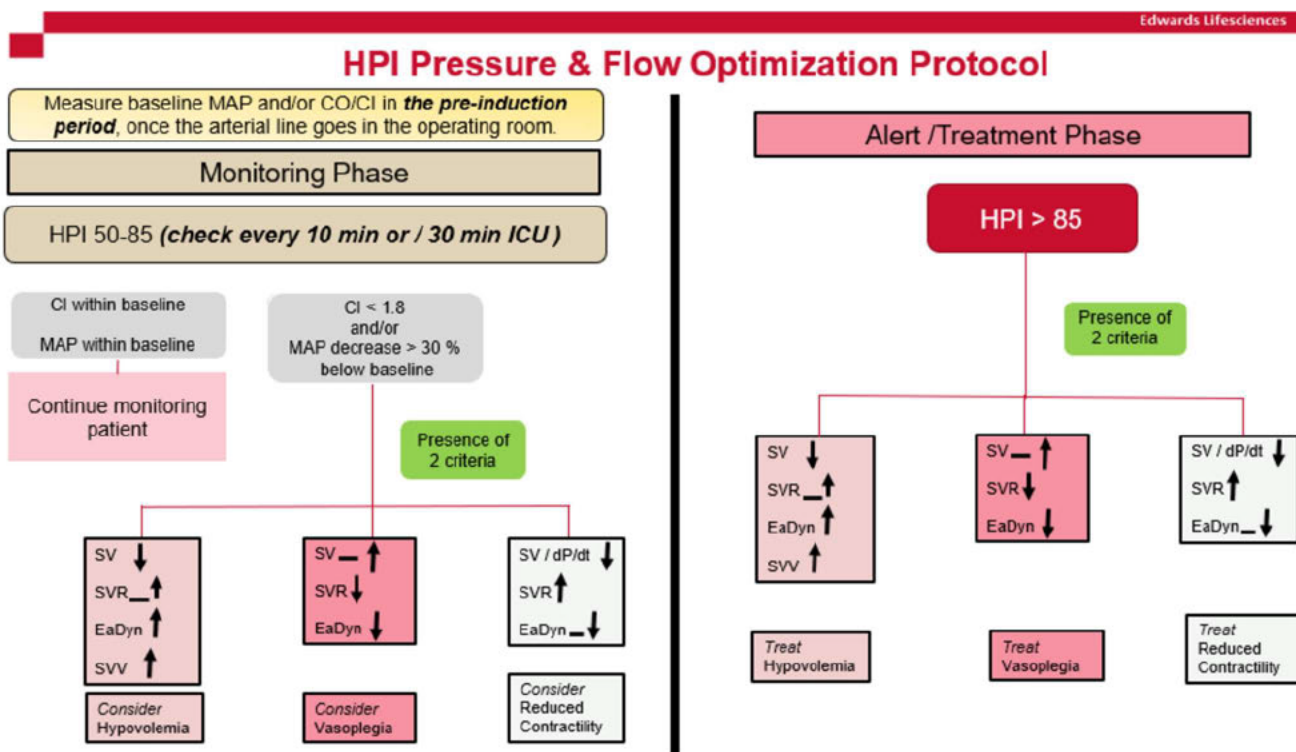 Edwards Lifesciences
HPI Pressure & Flow Optimization Protocol
Measure baseline MAP and/or CO/CI in the pre-induction
period, once the arterial line goes in the operating room.
Monitoring Phase
HPI 50-85 (check every 10 min or / 30 min ICU )
CI within baseline
MAP within baseline
Continue monitoring
patient
CI < 1.8
and/or
MAP decrease > 30 %
below baseline
Presence of
2 criteria
SV ↓
SVR _ ↑
EaDyn ↑
SVV ↑
Consider
Hypovolemia
SV _ ↑
SVR ↓
EaDyn ↓
Consider
Vasoplegia
SV / dP/dt ↓
SVR ↑
EaDyn _ ↓
Consider
Reduced
Contractility
Alert /Treatment Phase
HPI > 85
Presence of
2 criteria
SV ↓
SVR _ ↑
EaDyn ↑
SVV ↑
Treat
Hypovolemia
SV _ ↑
SVR ↓
EaDyn ↓
Treat
Vasoplegia
SV / dP/dt ↓
SVR ↑
EaDyn _ ↓
Treat
Reduced
Contractility